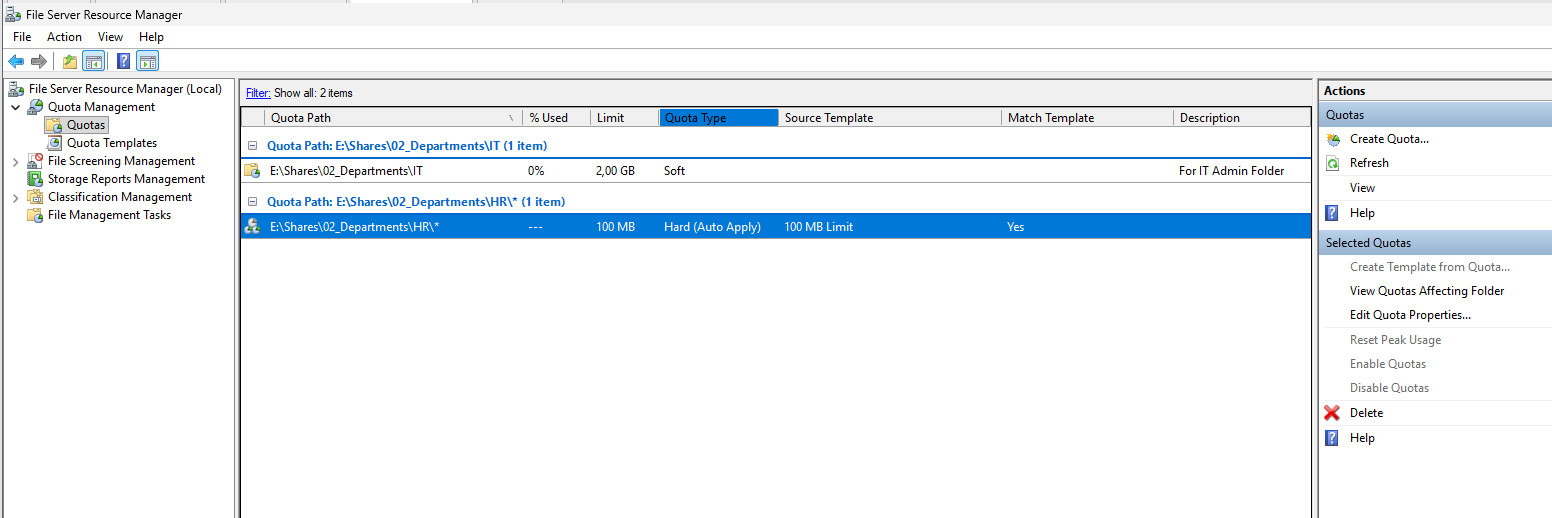 File Server Resource Manager
File Action View Help
File Server Resource Manager (Local)
Quota Management
Quotas
Quota Templates
File Screening Management
Storage Reports Management
Classification Management
File Management Tasks
Filter: Show all: 2 items
Quota Path % Used Limit Quota Type Source Template Match Template Description
Quota Path: E:\Shares\02_Departments\IT (1 item)
E:\Shares\02_Departments\IT 0% 2,00 GB Soft For IT Admin Folder
Quota Path: E:\Shares\02_Departments\HR\* (1 item)
E:\Shares\02_Departments\HR\* --- 100 MB Hard (Auto Apply) 100 MB Limit Yes
Actions
Quotas
Create Quota...
Refresh
View
Help
Selected Quotas
Create Template from Quota...
View Quotas Affecting Folder
Edit Quota Properties...
Reset Peak Usage
Enable Quotas
Disable Quotas
Delete
Help